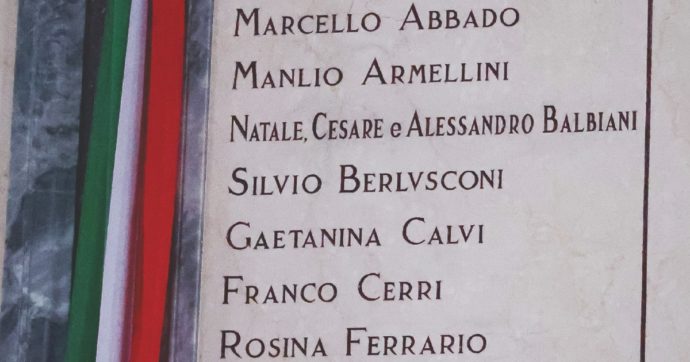 MARCELLO ABBADO
MANLIO ARMELLINI
NATALE, CESARE e ALESSANDRO BALBIANI
SILVIO BERLVSCONI
GAETANINA CALVI
FRANCO CERRI
ROSINA FERRARIO